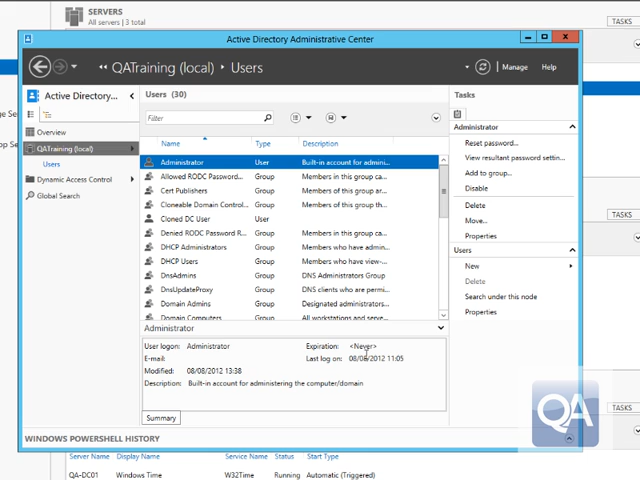 SERVERS
All servers | 3 total
TASKS
Active Directory Administrative Center
QATraining (local) Users
Manage Help
Active Directory...
Overview
QATraining (local)
Users
Dynamic Access Control
Global Search
Users (30)
Filter
Name Type Description
Administrator User Built-in account for admin...
Allowed RODC Password... Group Members in this group ca...
Cert Publishers Group Members of this group ar...
Cloneable Domain Control... Group Members of this group th...
Cloned DC User User
Denied RODC Password R... Group Members in this group ca...
DHCP Administrators Group Members who have admin...
DHCP Users Group Members who have view-...
DnsAdmins Group DNS Administrators Group
DnsUpdateProxy Group DNS clients who are permi...
Domain Admins Group Designated administrators...
Domain Computers Group All workstations and serve...
Administrator
User logon: Administrator Expiration: <Never>
E-mail: Last log on: 08/08/2012 11:05
Modified: 08/08/2012 13:38
Description: Built-in account for administering the computer/domain
Summary
Tasks
Administrator
Reset password...
View resultant password settin...
Add to group...
Disable
Delete
Move...
Properties
Users
New
Delete
Search under this node
Properties
TASKS
TASKS
QA
WINDOWS POWERSHELL HISTORY
Server Name Display Name Service Name Status Start Type
QA-DC01 Windows Time W32Time Running Automatic (Triggered)